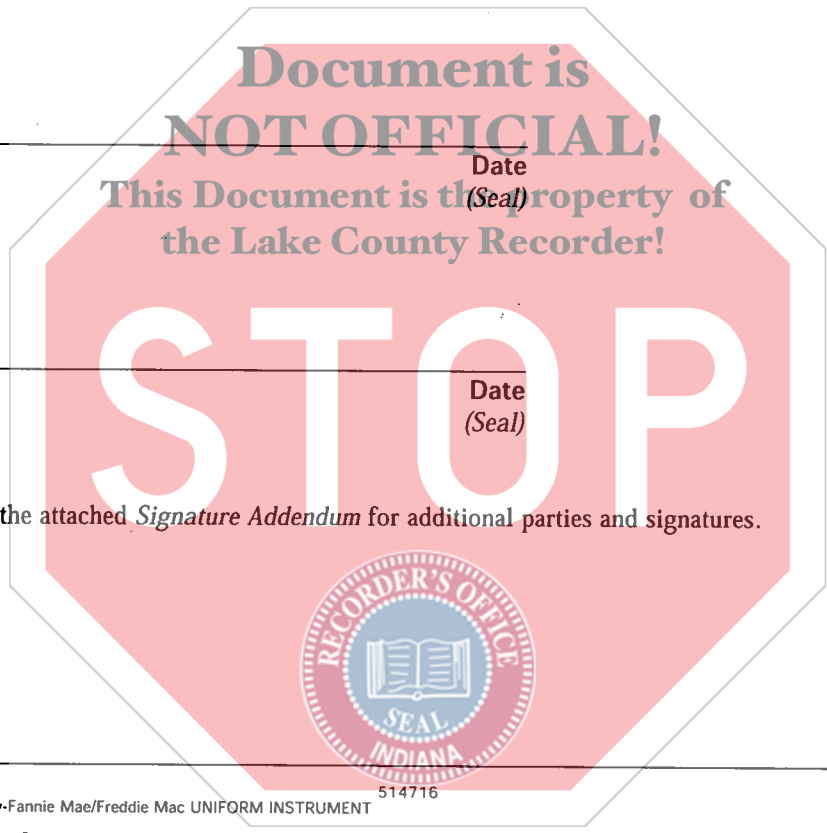 Document is
NOT OFFICIAL!
Date
This Document is the property of
(Seal)
the Lake County Recorder!
STOP
Date
(Seal)
the attached Signature Addendum for additional parties and signatures.
RECORDER'S OFFICE
SEAL
INDIANA
514716
-Fannie Mae/Freddie Mac UNIFORM INSTRUMENT